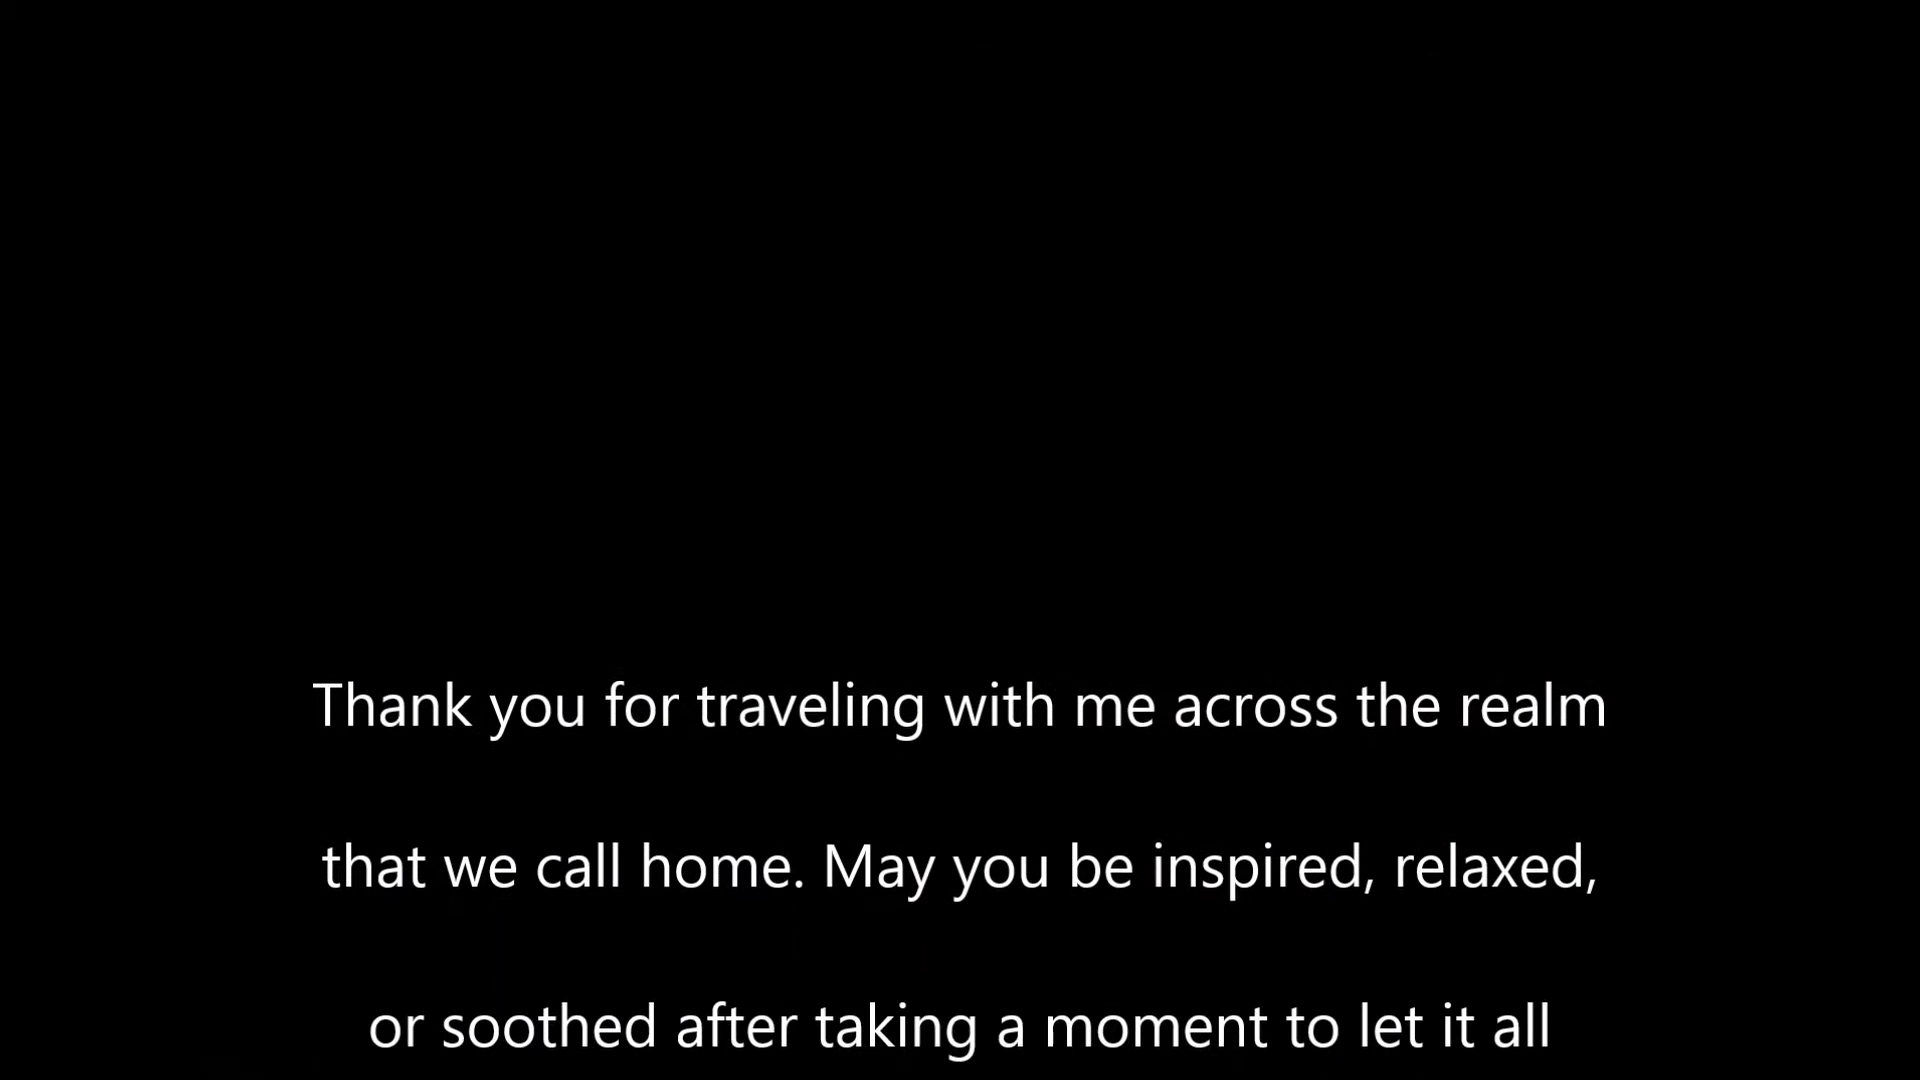 Thank you for traveling with me across the realm
that we call home. May you be inspired, relaxed,
or soothed after taking a moment to let it all